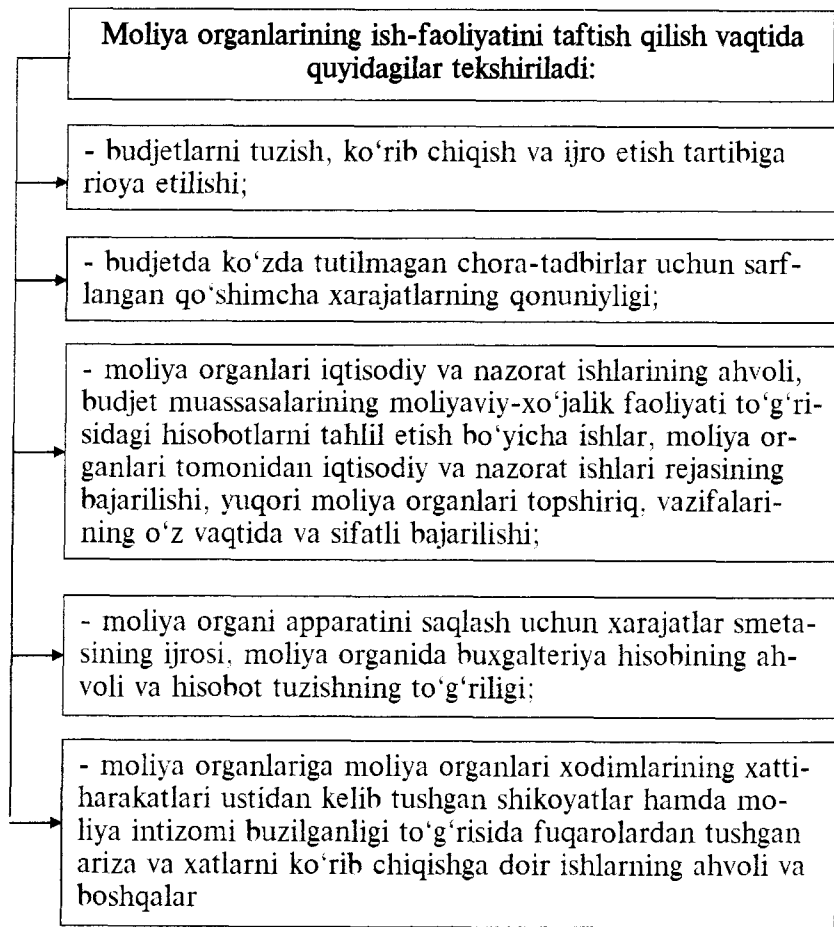 Moliya organlarining ish-faoliyatini taftish qilish vaqtida
quyidagilar tekshiriladi:
- budjetlarni tuzish, ko‘rib chiqish va ijro etish tartibiga
rioya etilishi;
- budjetda ko‘zda tutilmagan chora-tadbirlar uchun sarf-
langan qo‘shimcha xarajatlarning qonuniyligi;
- moliya organlari iqtisodiy va nazorat ishlarining ahvoli,
budjet muassasalarining moliyaviy-xo‘jalik faoliyati to‘g‘ri-
sidagi hisobotlarni tahlil etish bo‘yicha ishlar, moliya or-
ganlari tomonidan iqtisodiy va nazorat ishlari rejasining
bajarilishi, yuqori moliya organlari topshiriq, vazifalari-
ning o‘z vaqtida va sifatli bajarilishi;
- moliya organi apparatini saqlash uchun xarajatlar smeta-
sining ijrosi, moliya organida buxgalteriya hisobining ah-
voli va hisobot tuzishning to‘g‘riligi;
- moliya organlariga moliya organlari xodimlarining xatti-
harakatlari ustidan kelib tushgan shikoyatlar hamda mo-
liya intizomi buzilganligi to‘g‘risida fuqarolardan tushgan
ariza va xatlarni ko‘rib chiqishga doir ishlarning ahvoli va
boshqalar